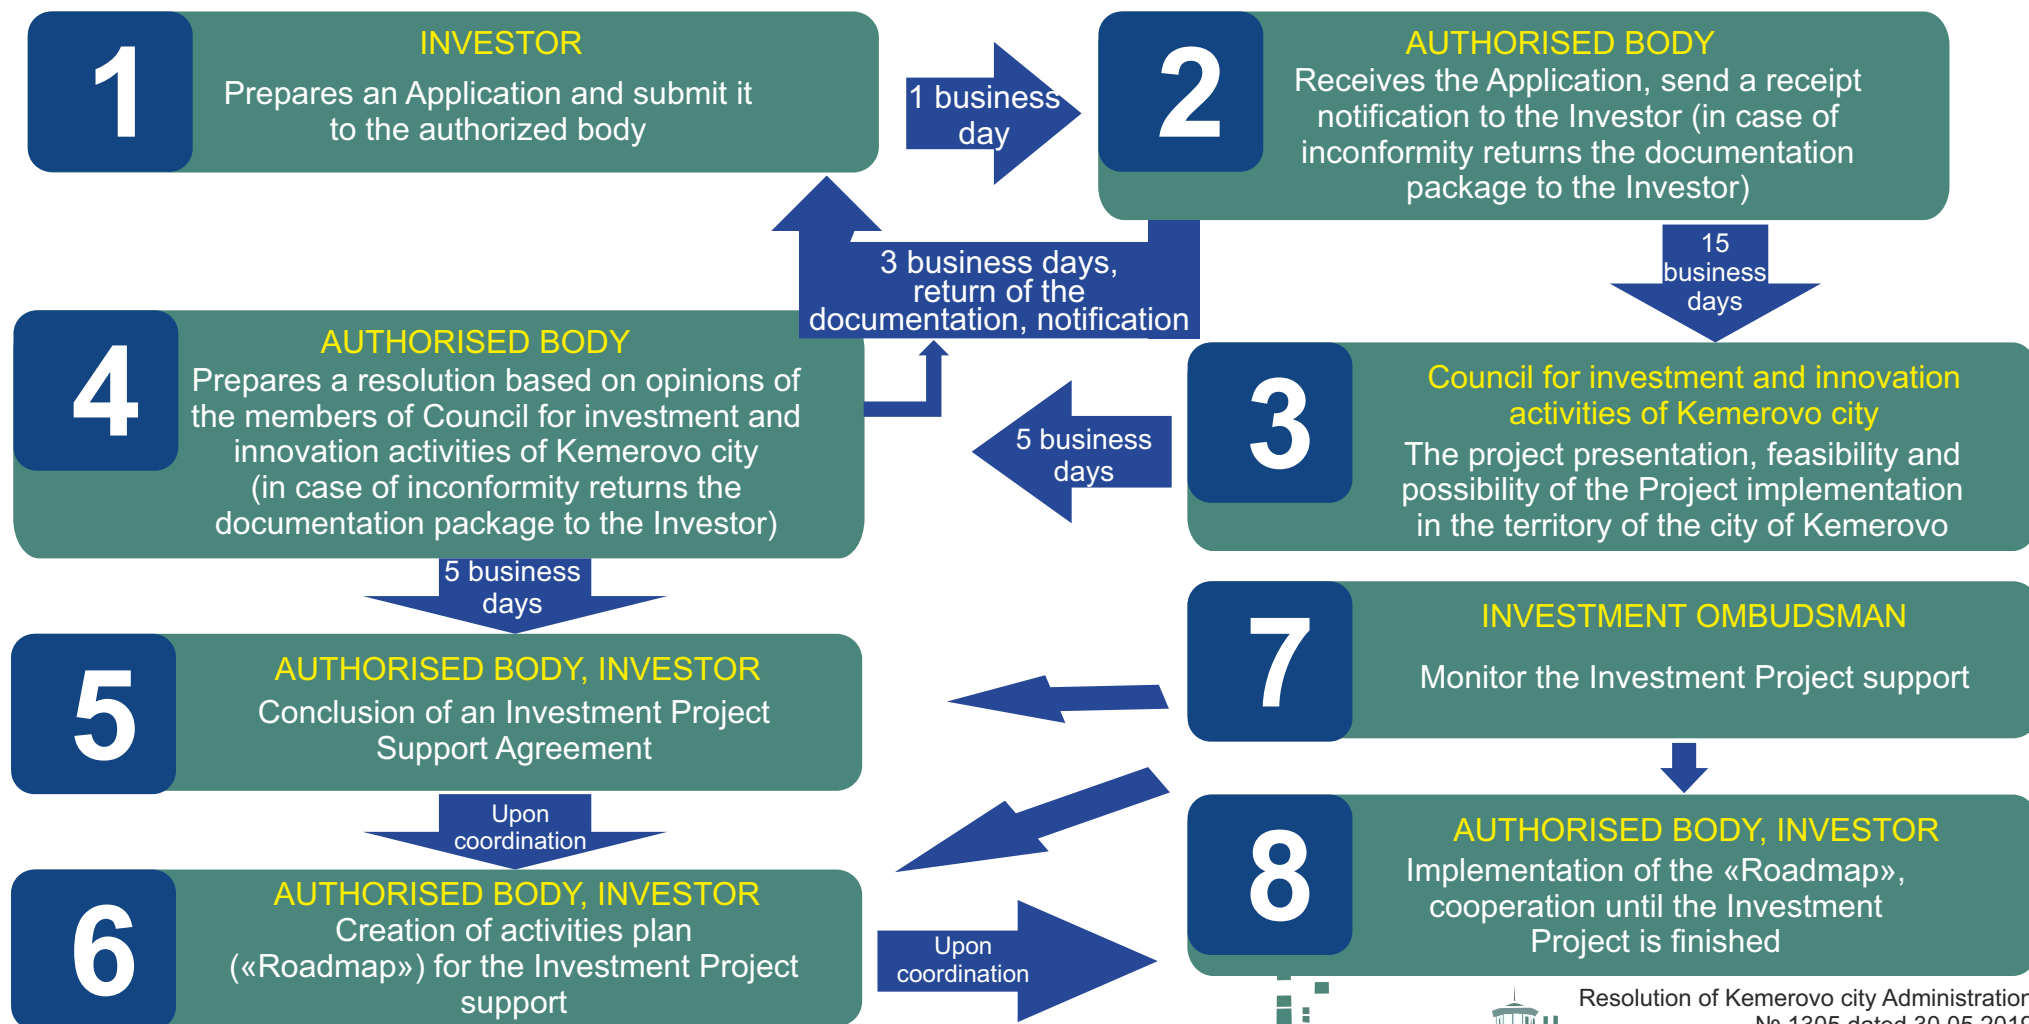 1
INVESTOR
Prepares an Application and submit it
to the authorized body
1 business
day
2
AUTHORISED BODY
Receives the Application, send a receipt
notification to the Investor (in case of
inconformity returns the documentation
package to the Investor)
15
business
days
3 business days,
return of the
documentation, notification
3
Council for investment and innovation
activities of Kemerovo city
The project presentation, feasibility and
possibility of the Project implementation
in the territory of the city of Kemerovo
5 business
days
4
AUTHORISED BODY
Prepares a resolution based on opinions of
the members of Council for investment and
innovation activities of Kemerovo city
(in case of inconformity returns the
documentation package to the Investor)
5 business
days
5
AUTHORISED BODY, INVESTOR
Conclusion of an Investment Project
Support Agreement
Upon
coordination
6
AUTHORISED BODY, INVESTOR
Creation of activities plan
(«Roadmap») for the Investment Project
support
Upon
coordination
7
INVESTMENT OMBUDSMAN
Monitor the Investment Project support
8
AUTHORISED BODY, INVESTOR
Implementation of the «Roadmap»,
cooperation until the Investment
Project is finished
Resolution of Kemerovo city Administration
№ 1305 dated 30.05.2019